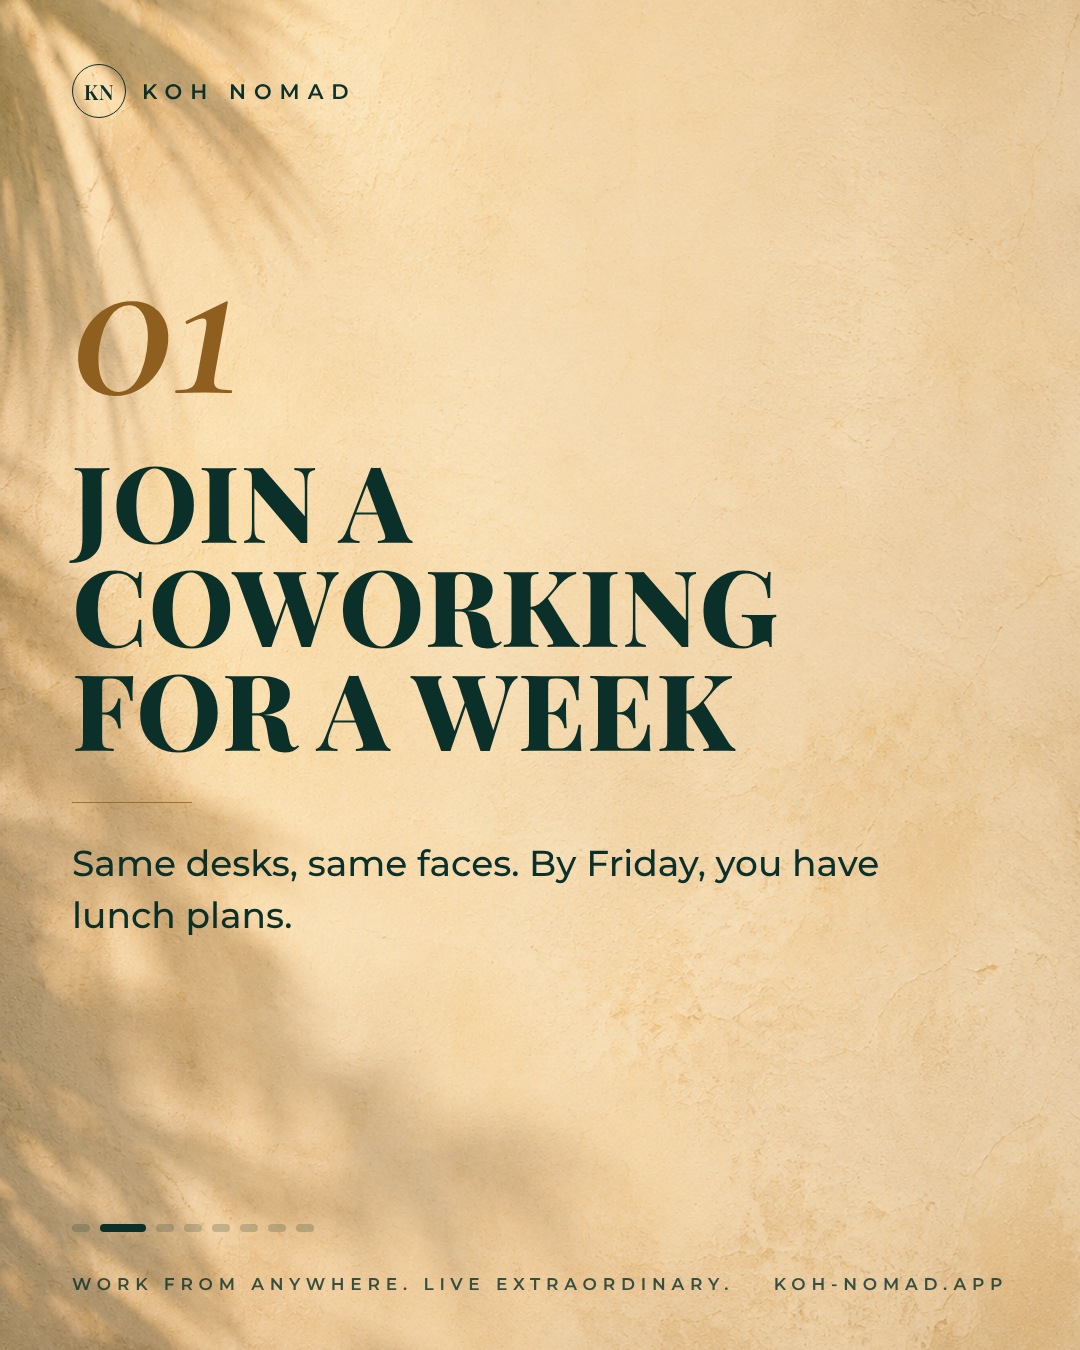 KN
KOH NOMAD
01
JOIN A
COWORKING
FOR A WEEK
Same desks, same faces. By Friday, you have
lunch plans.
WORK FROM ANYWHERE. LIVE EXTRAORDINARY. KOH-NOMAD.APP